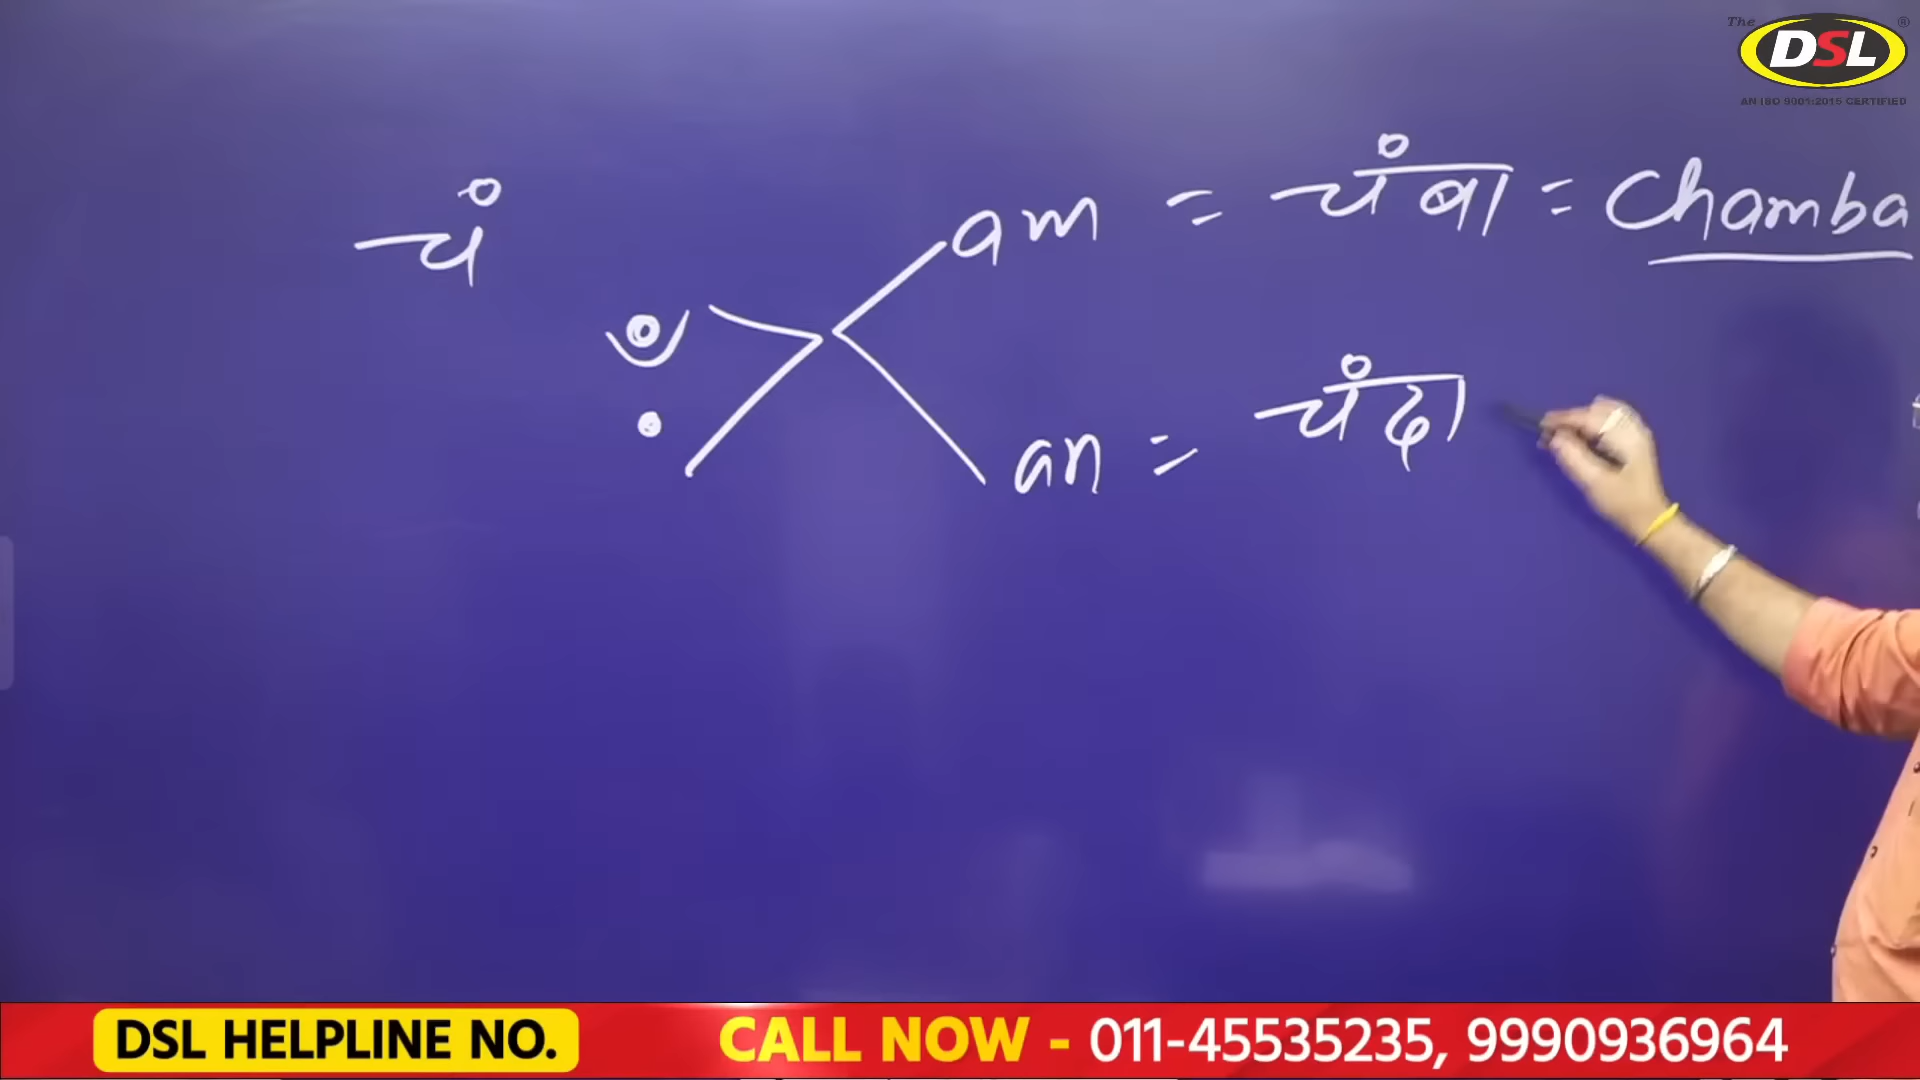 The
DSL
®
AN ISO 9001:2015 CERTIFIED
चं
am = चंबा = Chamba
ँ
ं
an = चंदा
DSL HELPLINE NO.
CALL NOW - 011-45535235, 9990936964